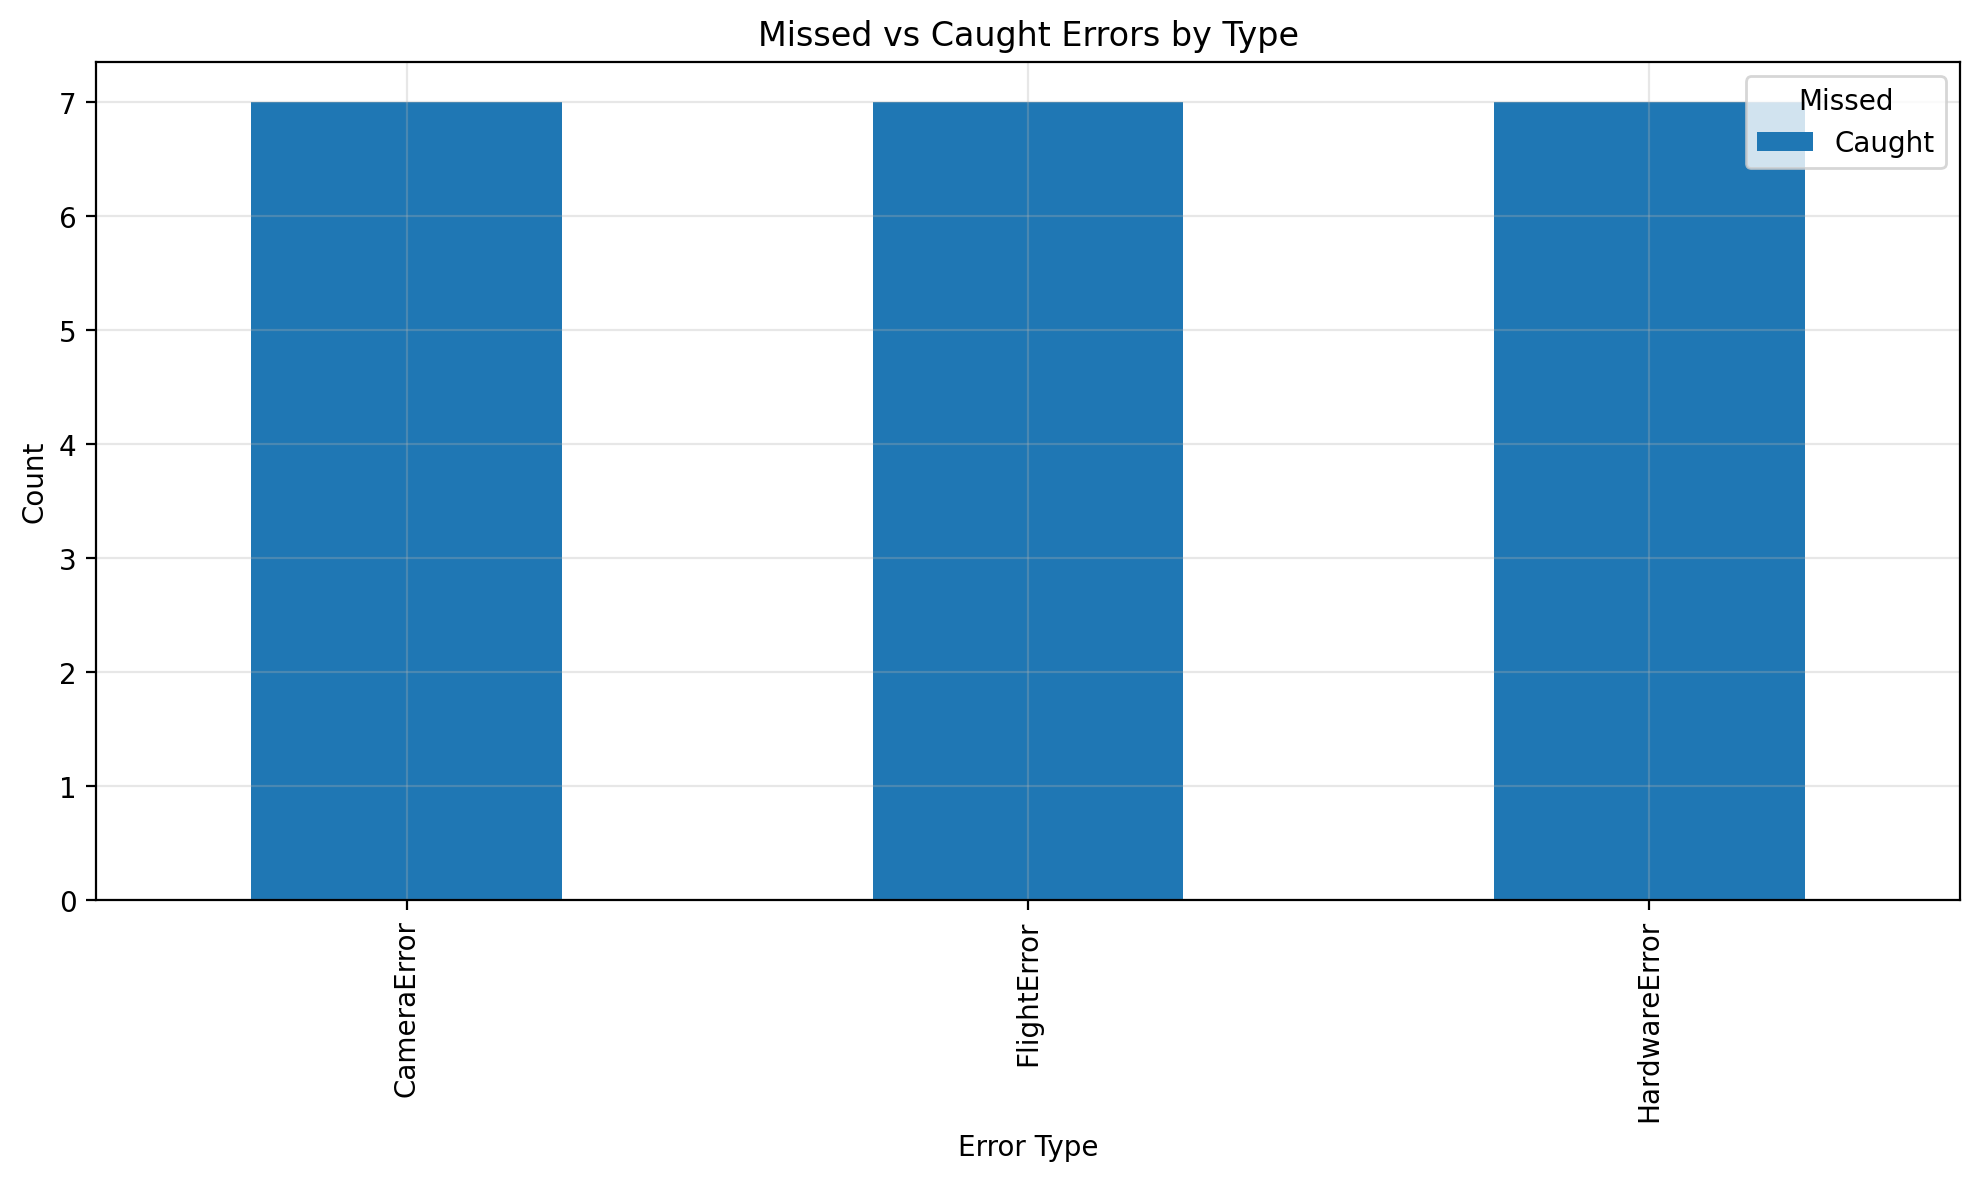 Missed vs Caught Errors by Type
Missed
Caught
7
6
5
4
3
2
1
0
Count
CameraError
FlightError
HardwareError
Error Type